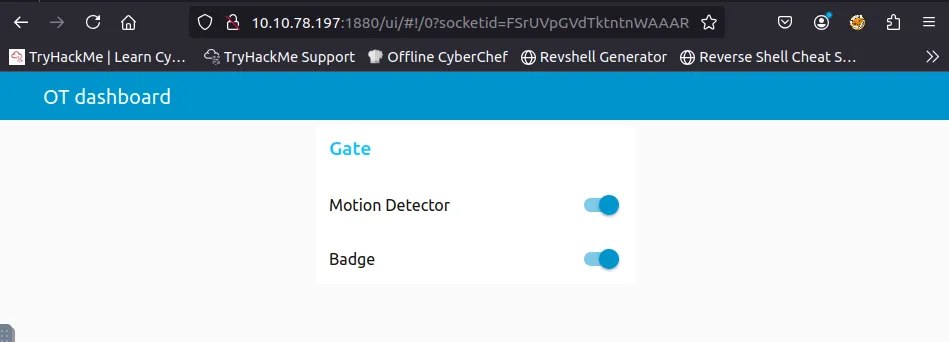 10.10.78.197:1880/ui/#!/0?socketid=FSrUVpGVdTktntnWAAAR
TryHackMe | Learn Cy… TryHackMe Support Offline CyberChef Revshell Generator Reverse Shell Cheat S…
OT dashboard
Gate
Motion Detector
Badge